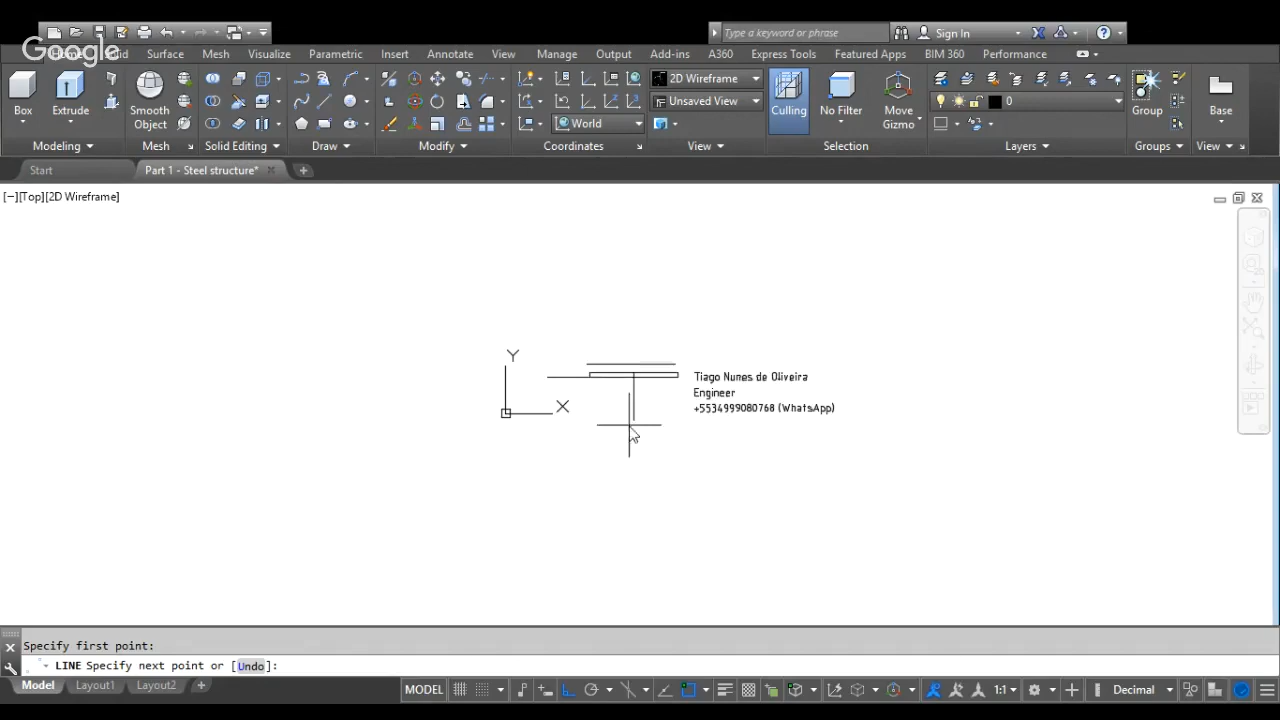 Google
Type a keyword or phrase
Sign In
Solid Surface Mesh Visualize Parametric Insert Annotate View Manage Output Add-ins A360 Express Tools Featured Apps BIM 360 Performance
Box
Extrude
Smooth Object
2D Wireframe
Unsaved View
World
Culling
No Filter
Move Gizmo
0
Group
Base
Modeling
Mesh
Solid Editing
Draw
Modify
Coordinates
View
Selection
Layers
Groups
View
Start
Part 1 - Steel structure*
[−][Top][2D Wireframe]
Y
X
Tiago Nunes de Oliveira
Engineer
+5534999080768 (WhatsApp)
Specify first point:
LINE Specify next point or [Undo]:
Model Layout1 Layout2
MODEL
1:1
Decimal